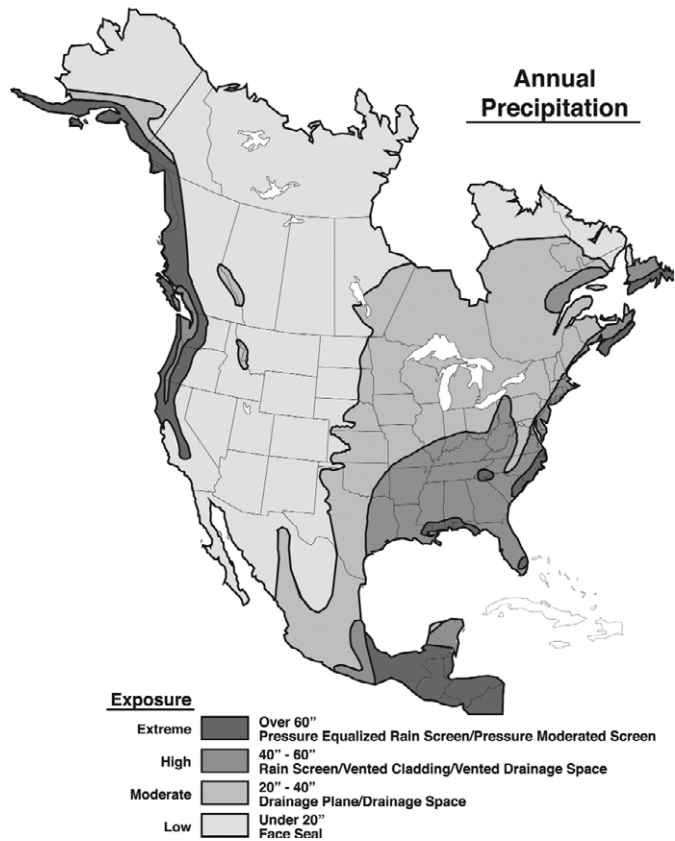 Annual
Precipitation
Exposure
Extreme
Over 60”
Pressure Equalized Rain Screen/Pressure Moderated Screen
High
40” - 60”
Rain Screen/Vented Cladding/Vented Drainage Space
Moderate
20” - 40”
Drainage Plane/Drainage Space
Low
Under 20”
Face Seal